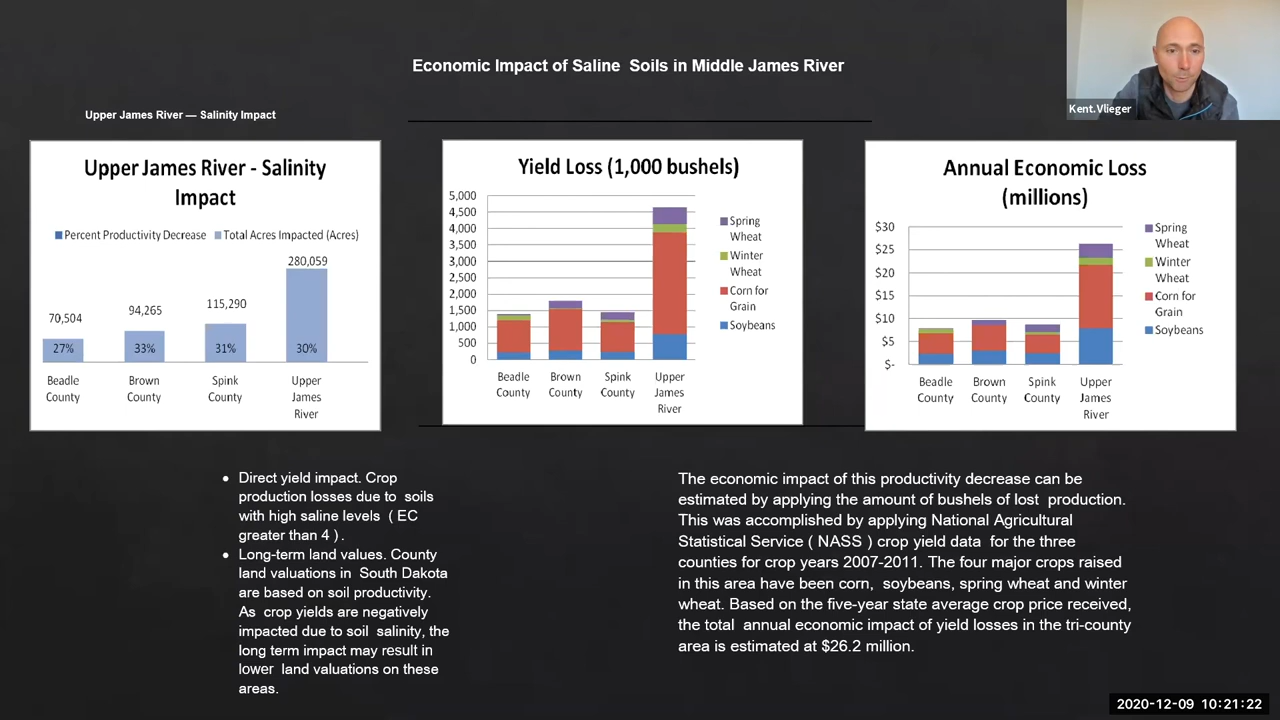 Economic Impact of Saline Soils in Middle James River
Kent.Vlieger
Upper James River — Salinity Impact
Upper James River - Salinity
Impact
Percent Productivity Decrease Total Acres Impacted (Acres)
280,059
115,290
94,265
70,504
27% 33% 31% 30%
Beadle County
Brown County
Spink County
Upper James River
Yield Loss (1,000 bushels)
5,000
4,500
4,000
3,500
3,000
2,500
2,000
1,500
1,000
500
0
Spring Wheat
Winter Wheat
Corn for Grain
Soybeans
Beadle County
Brown County
Spink County
Upper James River
Annual Economic Loss
(millions)
$30
$25
$20
$15
$10
$5
$-
Spring Wheat
Winter Wheat
Corn for Grain
Soybeans
Beadle County
Brown County
Spink County
Upper James River
• Direct yield impact. Crop
production losses due to soils
with high saline levels ( EC
greater than 4 ) .
• Long-term land values. County
land valuations in South Dakota
are based on soil productivity.
As crop yields are negatively
impacted due to soil salinity, the
long term impact may result in
lower land valuations on these
areas.
The economic impact of this productivity decrease can be
estimated by applying the amount of bushels of lost production.
This was accomplished by applying National Agricultural
Statistical Service ( NASS ) crop yield data for the three
counties for crop years 2007-2011. The four major crops raised
in this area have been corn, soybeans, spring wheat and winter
wheat. Based on the five-year state average crop price received,
the total annual economic impact of yield losses in the tri-county
area is estimated at $26.2 million.
2020-12-09 10:21:22